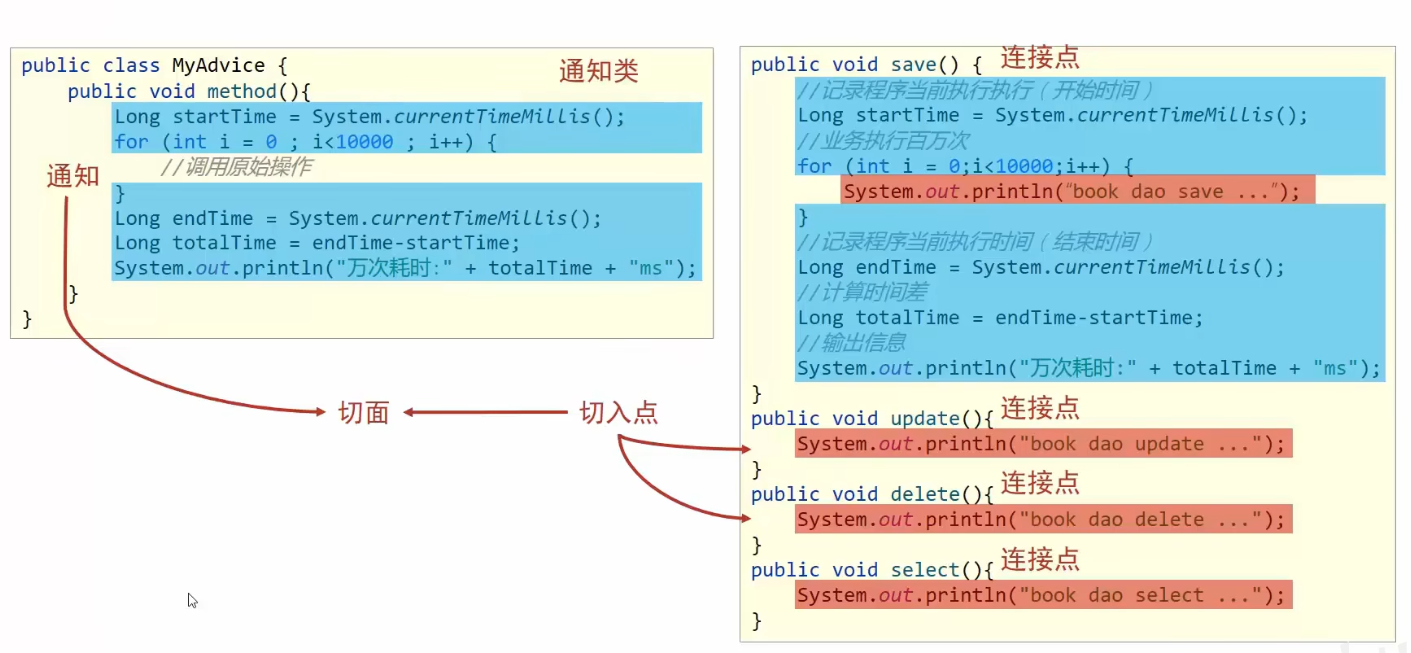 public class MyAdvice {
通知类
public void method(){
Long startTime = System.currentTimeMillis();
for (int i = 0 ; i<10000 ; i++) {
//调用原始操作
通知
}
Long endTime = System.currentTimeMillis();
Long totalTime = endTime-startTime;
System.out.println("万次耗时:" + totalTime + "ms");
}
}
切面
切入点
public void save() {
连接点
//记录程序当前执行执行（开始时间）
Long startTime = System.currentTimeMillis();
//业务执行百万次
for (int i = 0;i<10000;i++) {
System.out.println(“book dao save ...”);
}
//记录程序当前执行时间（结束时间）
Long endTime = System.currentTimeMillis();
//计算时间差
Long totalTime = endTime-startTime;
//输出信息
System.out.println("万次耗时:" + totalTime + "ms");
}
public void update(){
连接点
System.out.println("book dao update ...");
}
public void delete(){
连接点
System.out.println("book dao delete ...");
}
public void select(){
连接点
System.out.println("book dao select ...");
}